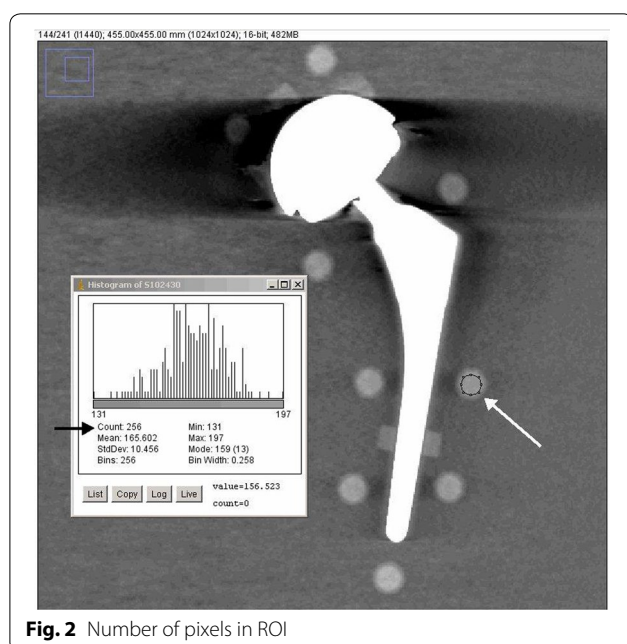 144/241 (I1440); 455.00x455.00 mm (1024x1024); 16-bit; 482MB
Histogram of S102430
131 197
Count: 256 Min: 131
Mean: 165.602 Max: 197
StdDev: 10.456 Mode: 159 (13)
Bins: 256 Bin Width: 0.258
List Copy Log Live value=156.523
count=0
Fig. 2 Number of pixels in ROI